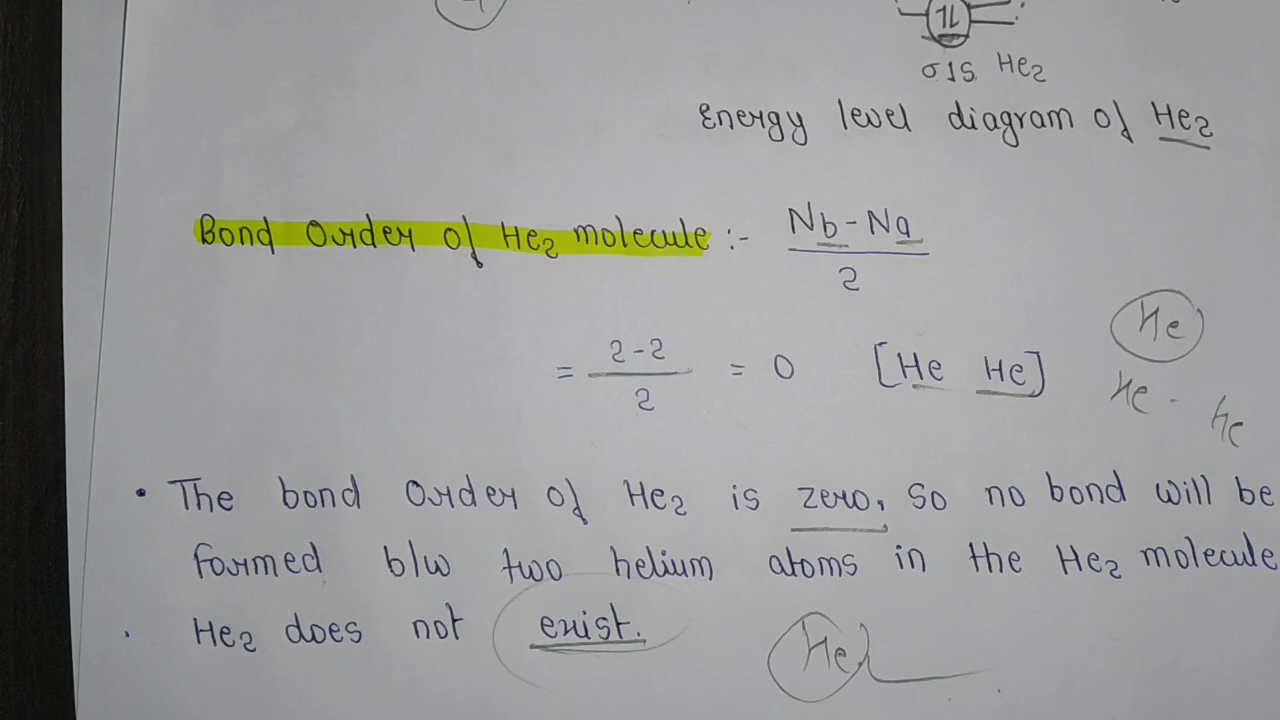 σ1s He2
Energy level diagram of He2
Bond Order of He2 molecule :- Nb-Na
2
= 2-2 = 0 [He He]
2
He
He . He
• The bond Order of He2 is zero, so no bond will be
formed b/w two helium atoms in the He2 molecule
. He2 does not exist.
He2